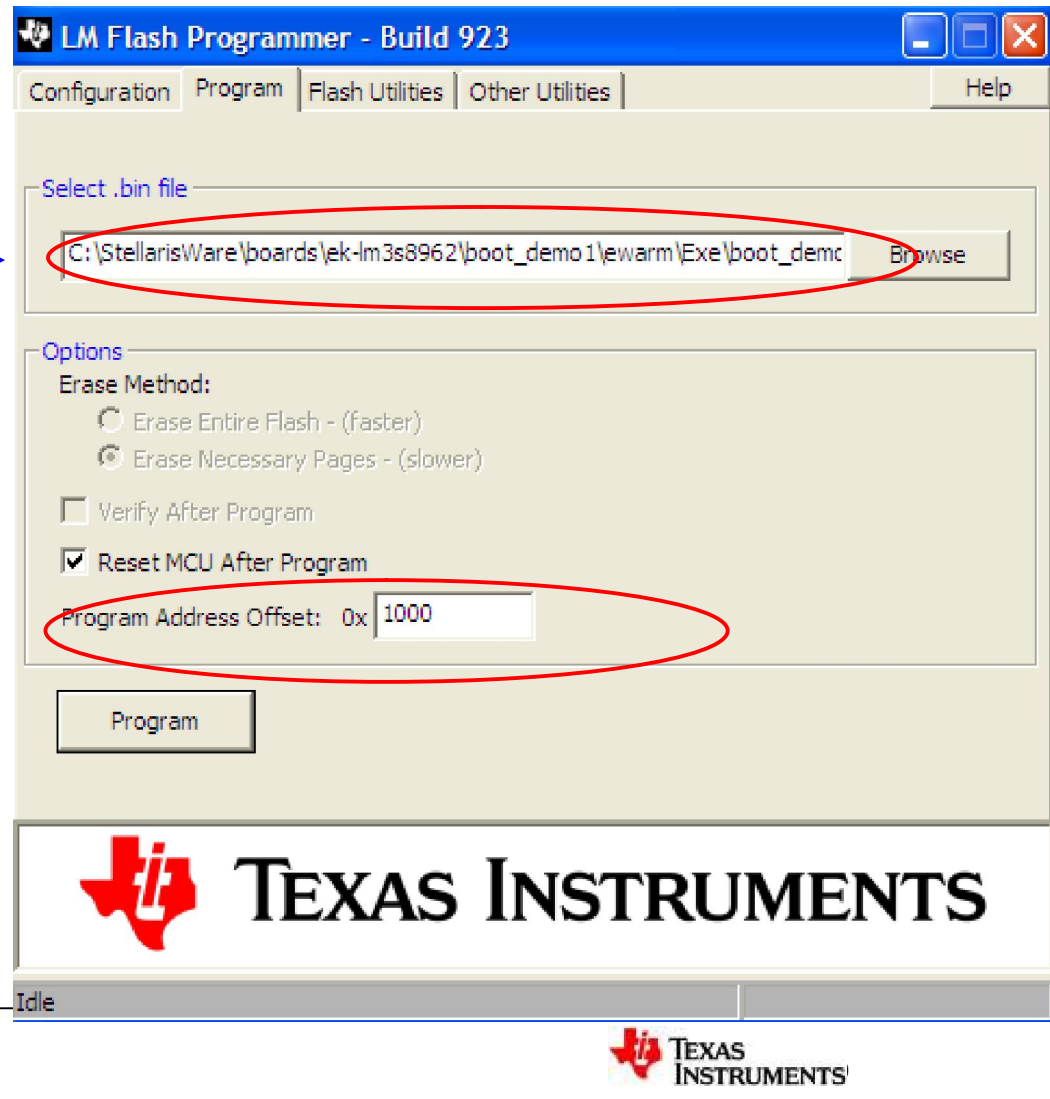 LM Flash Programmer - Build 923
Configuration Program Flash Utilities Other Utilities Help
Select .bin file
C:\StellarisWare\boards\ek-lm3s8962\boot_demo1\ewarm\Exe\boot_demo Browse
Options
Erase Method:
Erase Entire Flash - (faster)
Erase Necessary Pages - (slower)
Verify After Program
Reset MCU After Program
Program Address Offset: 0x 1000
Program
TEXAS INSTRUMENTS
Idle
TEXAS
INSTRUMENTS